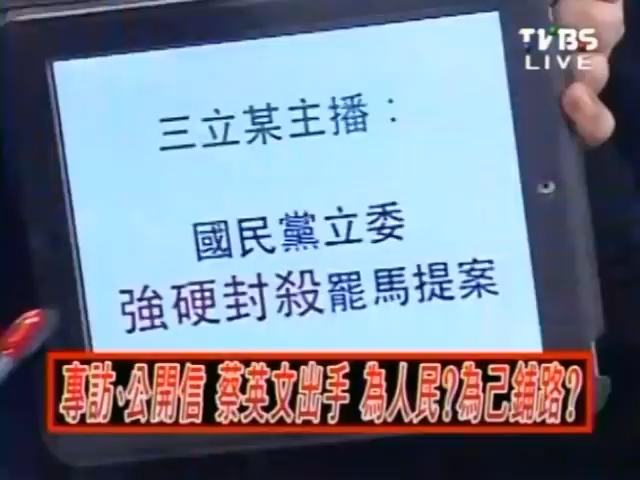 TVBS
LIVE
三立某主播：
國民黨立委
強硬封殺罷馬提案
專訪、公開信 蔡英文出手 為人民?為己鋪路?